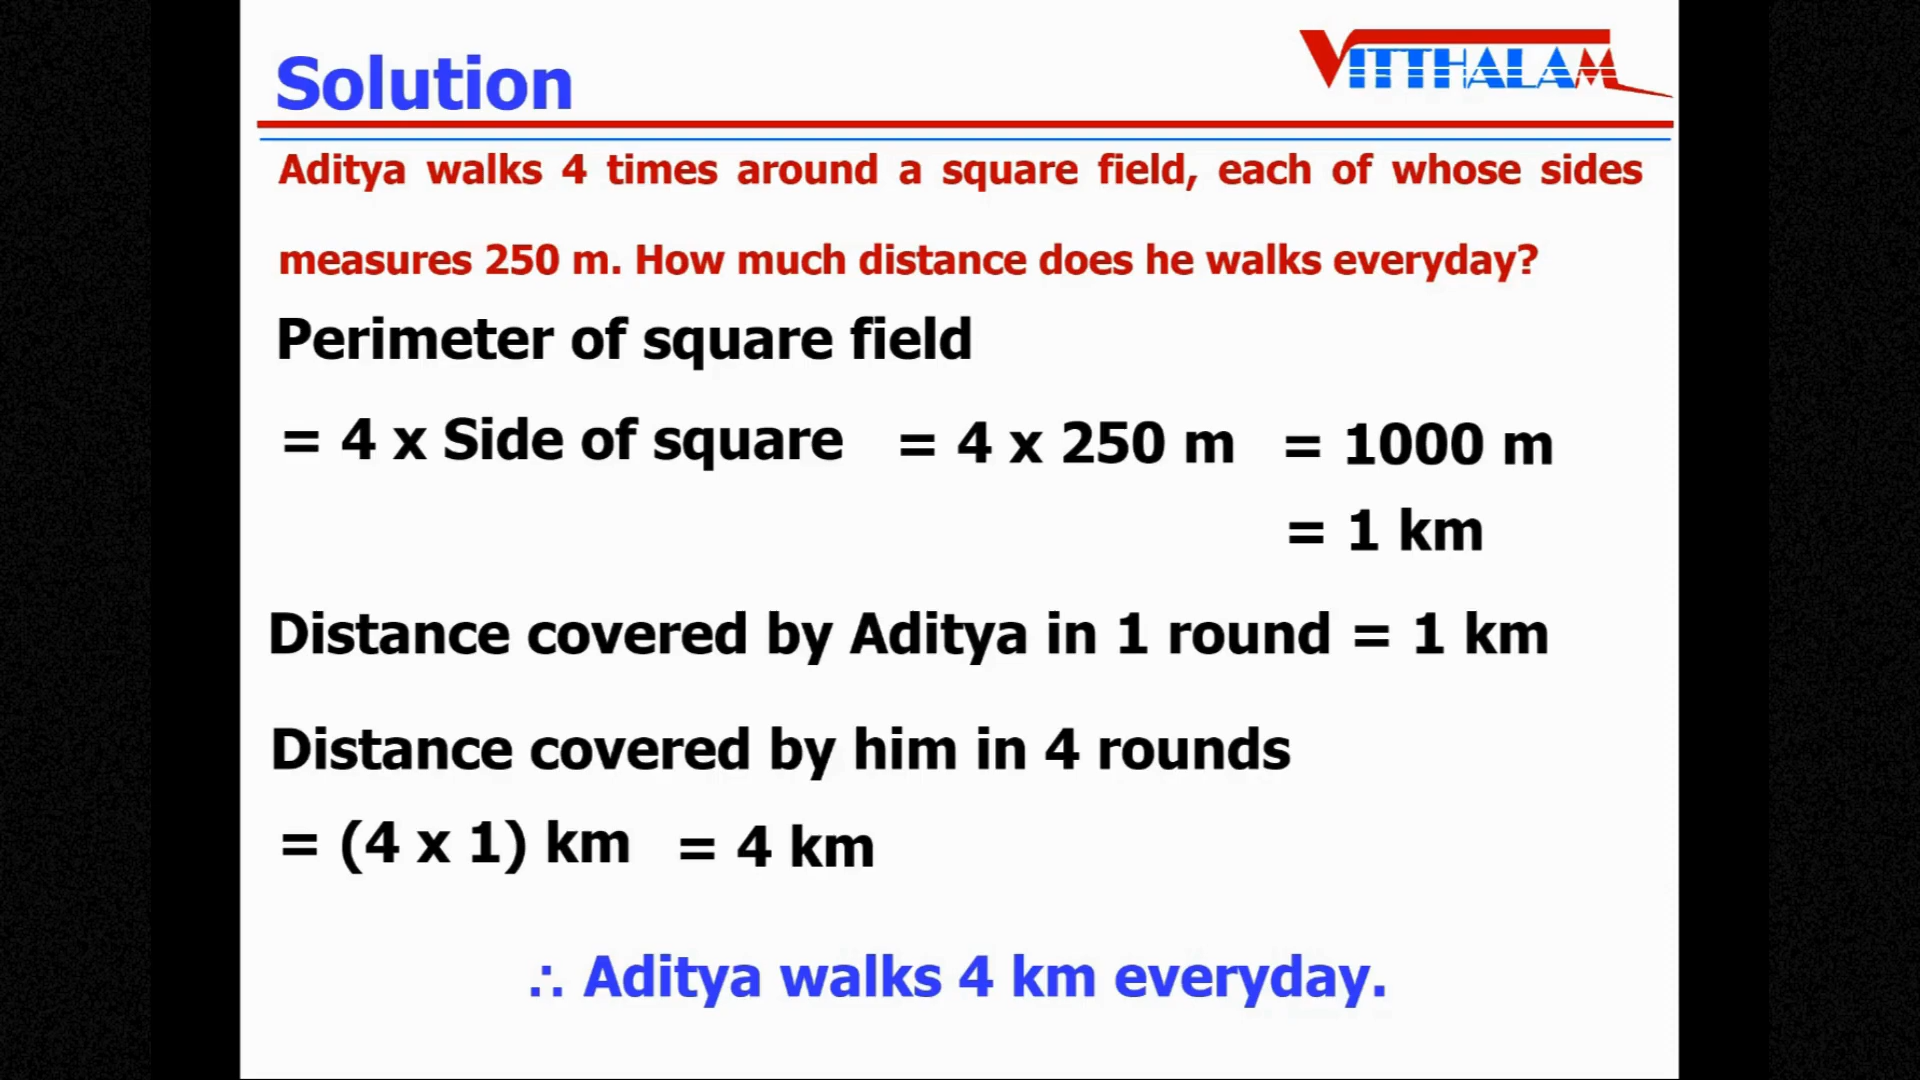 Solution
VITTHALAM
Aditya walks 4 times around a square field, each of whose sides
measures 250 m. How much distance does he walks everyday?
Perimeter of square field
= 4 x Side of square = 4 x 250 m = 1000 m
= 1 km
Distance covered by Aditya in 1 round = 1 km
Distance covered by him in 4 rounds
= (4 x 1) km = 4 km
∴ Aditya walks 4 km everyday.